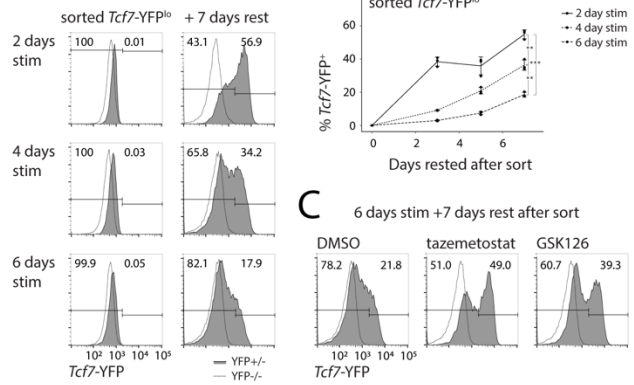 sorted Tcf7-YFPlo
+ 7 days rest
2 days
stim
100
0.01
43.1
56.9
4 days
stim
100
0.03
65.8
34.2
6 days
stim
99.9
0.05
82.1
17.9
10² 10³ 10⁴ 10⁵
Tcf7-YFP
YFP+/-
YFP-/-
sorted Tcf7-YFPlo
% Tcf7-YFP+
60
40
20
0
0 2 4 6
Days rested after sort
2 day stim
4 day stim
6 day stim
**
***
**
C
6 days stim +7 days rest after sort
DMSO
tazemetostat
GSK126
78.2
21.8
51.0
49.0
60.7
39.3
10² 10³ 10⁴ 10⁵
Tcf7-YFP